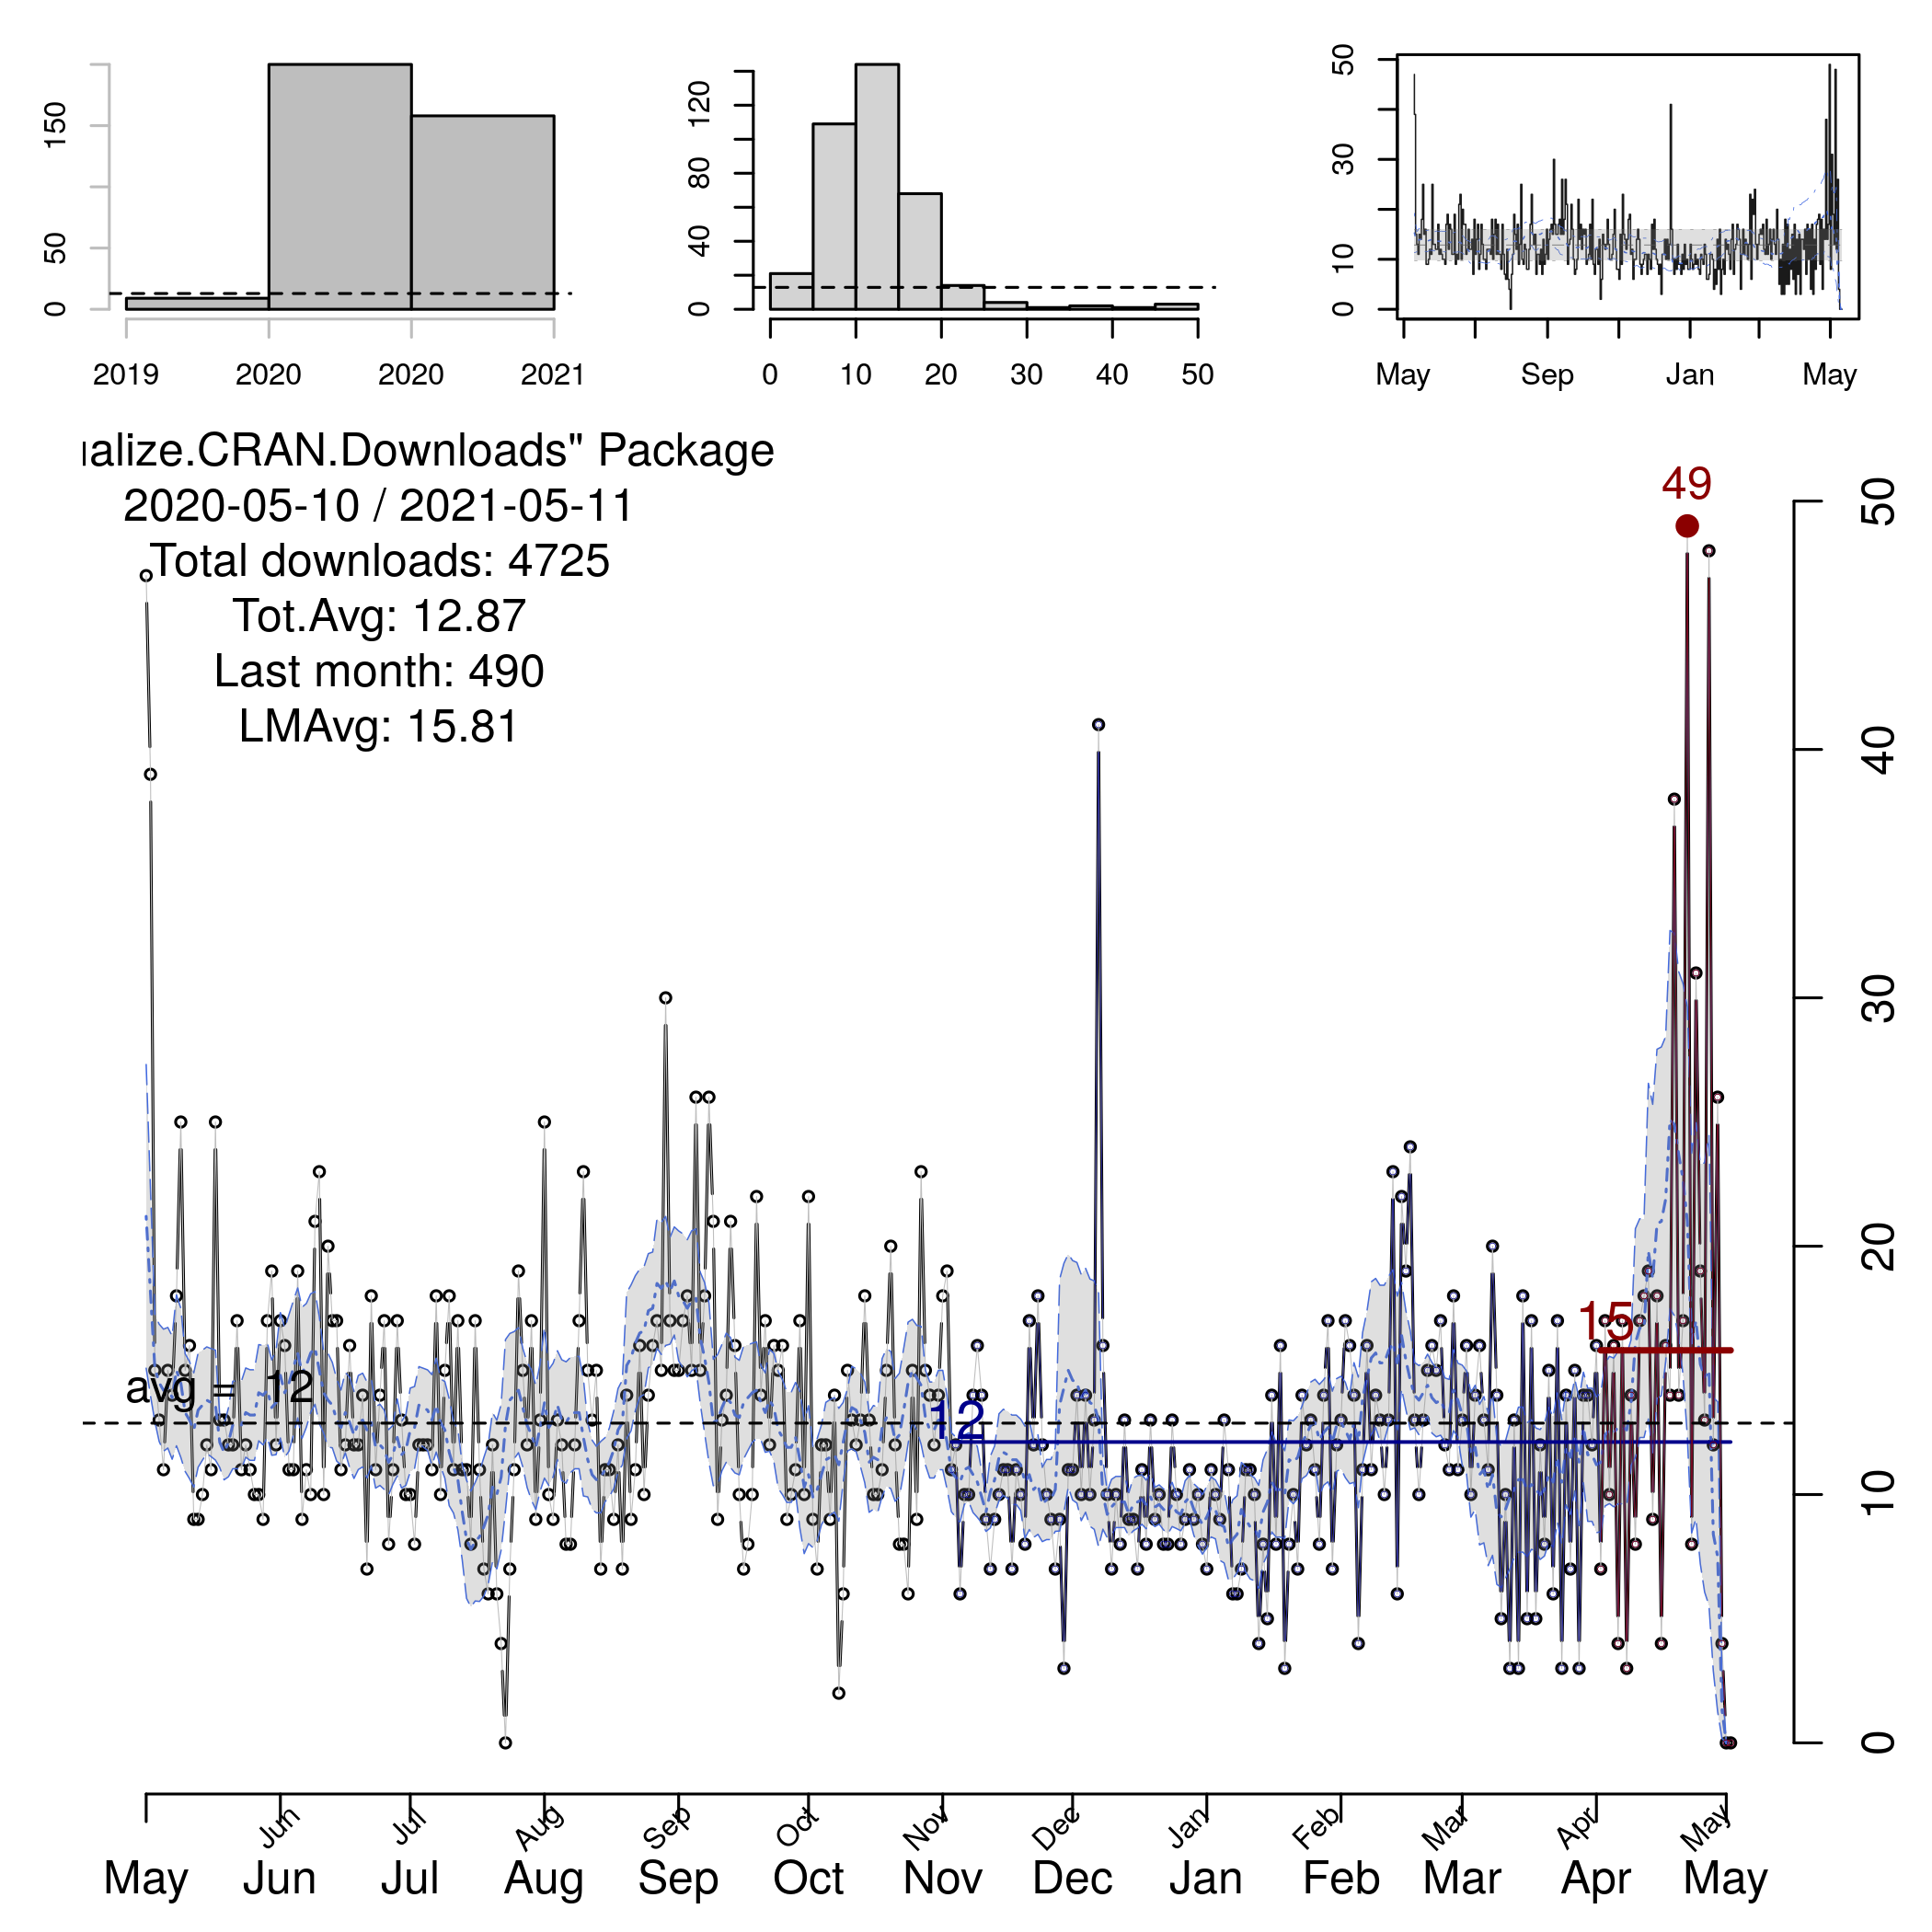 150
50
0
2019 2020 2020 2021
120
80
40
0
0 10 20 30 40 50
50
30
10
0
May Sep Jan May
alize.CRAN.Downloads" Package
2020-05-10 / 2021-05-11
Total downloads: 4725
Tot.Avg: 12.87
Last month: 490
LMAvg: 15.81
49
50
40
30
20
10
0
15
avg = 12
12
Jun Jul Aug Sep Oct Nov Dec Jan Feb Mar Apr May
May Jun Jul Aug Sep Oct Nov Dec Jan Feb Mar Apr May